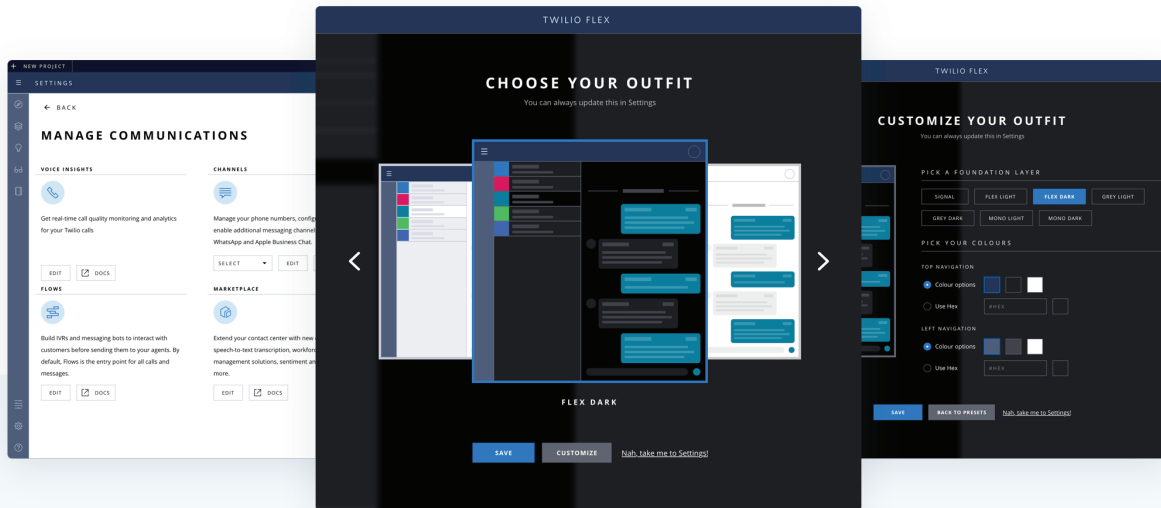 + NEW PROJECT
SETTINGS
← BACK
MANAGE COMMUNICATIONS
VOICE INSIGHTS
Get real-time call quality monitoring and analytics
for your Twilio calls
EDIT
DOCS
CHANNELS
Manage your phone numbers,
enable additional messaging
WhatsApp and Apple Business Chat.
SELECT
EDIT
FLOWS
Build IVRs and messaging bots to interact with
customers before sending them to your agents. By
default, Flows is the entry point for all calls and
messages.
EDIT
DOCS
MARKETPLACE
Extend your contact center with new
speech-to-text transcription,
management solutions, sentiment
more.
EDIT
DOCS
TWILIO FLEX
CHOOSE YOUR OUTFIT
You can always update this in Settings
FLEX DARK
SAVE
CUSTOMIZE
Nah, take me to Settings!
TWILIO FLEX
CUSTOMIZE YOUR OUTFIT
You can always update this in Settings
PICK A FOUNDATION LAYER
SIGNAL
FLEX LIGHT
FLEX DARK
GREY LIGHT
GREY DARK
MONO LIGHT
MONO DARK
PICK YOUR COLOURS
TOP NAVIGATION
Colour options
Use Hex
#HEX
LEFT NAVIGATION
Colour options
Use Hex
#HEX
SAVE
BACK TO PRESETS
Nah, take me to Settings!